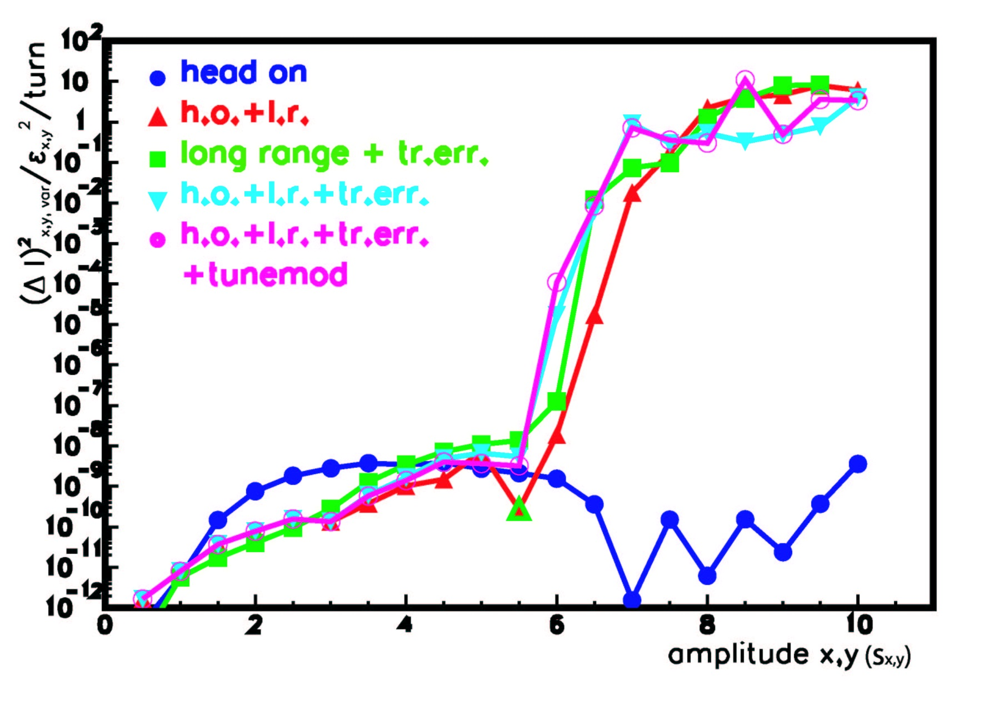 (Δ I)²x,y, var/εx,y²/turn
10²
10
1
10⁻¹
10⁻²
10⁻³
10⁻⁴
10⁻⁵
10⁻⁶
10⁻⁷
10⁻⁸
10⁻⁹
10⁻¹⁰
10⁻¹¹
10⁻¹²
head on
h.o.+l.r.
long range + tr.err.
h.o.+l.r.+tr.err.
h.o.+l.r.+tr.err.
+tunemod
0 2 4 6 8 10
amplitude x,y (Sx,y)